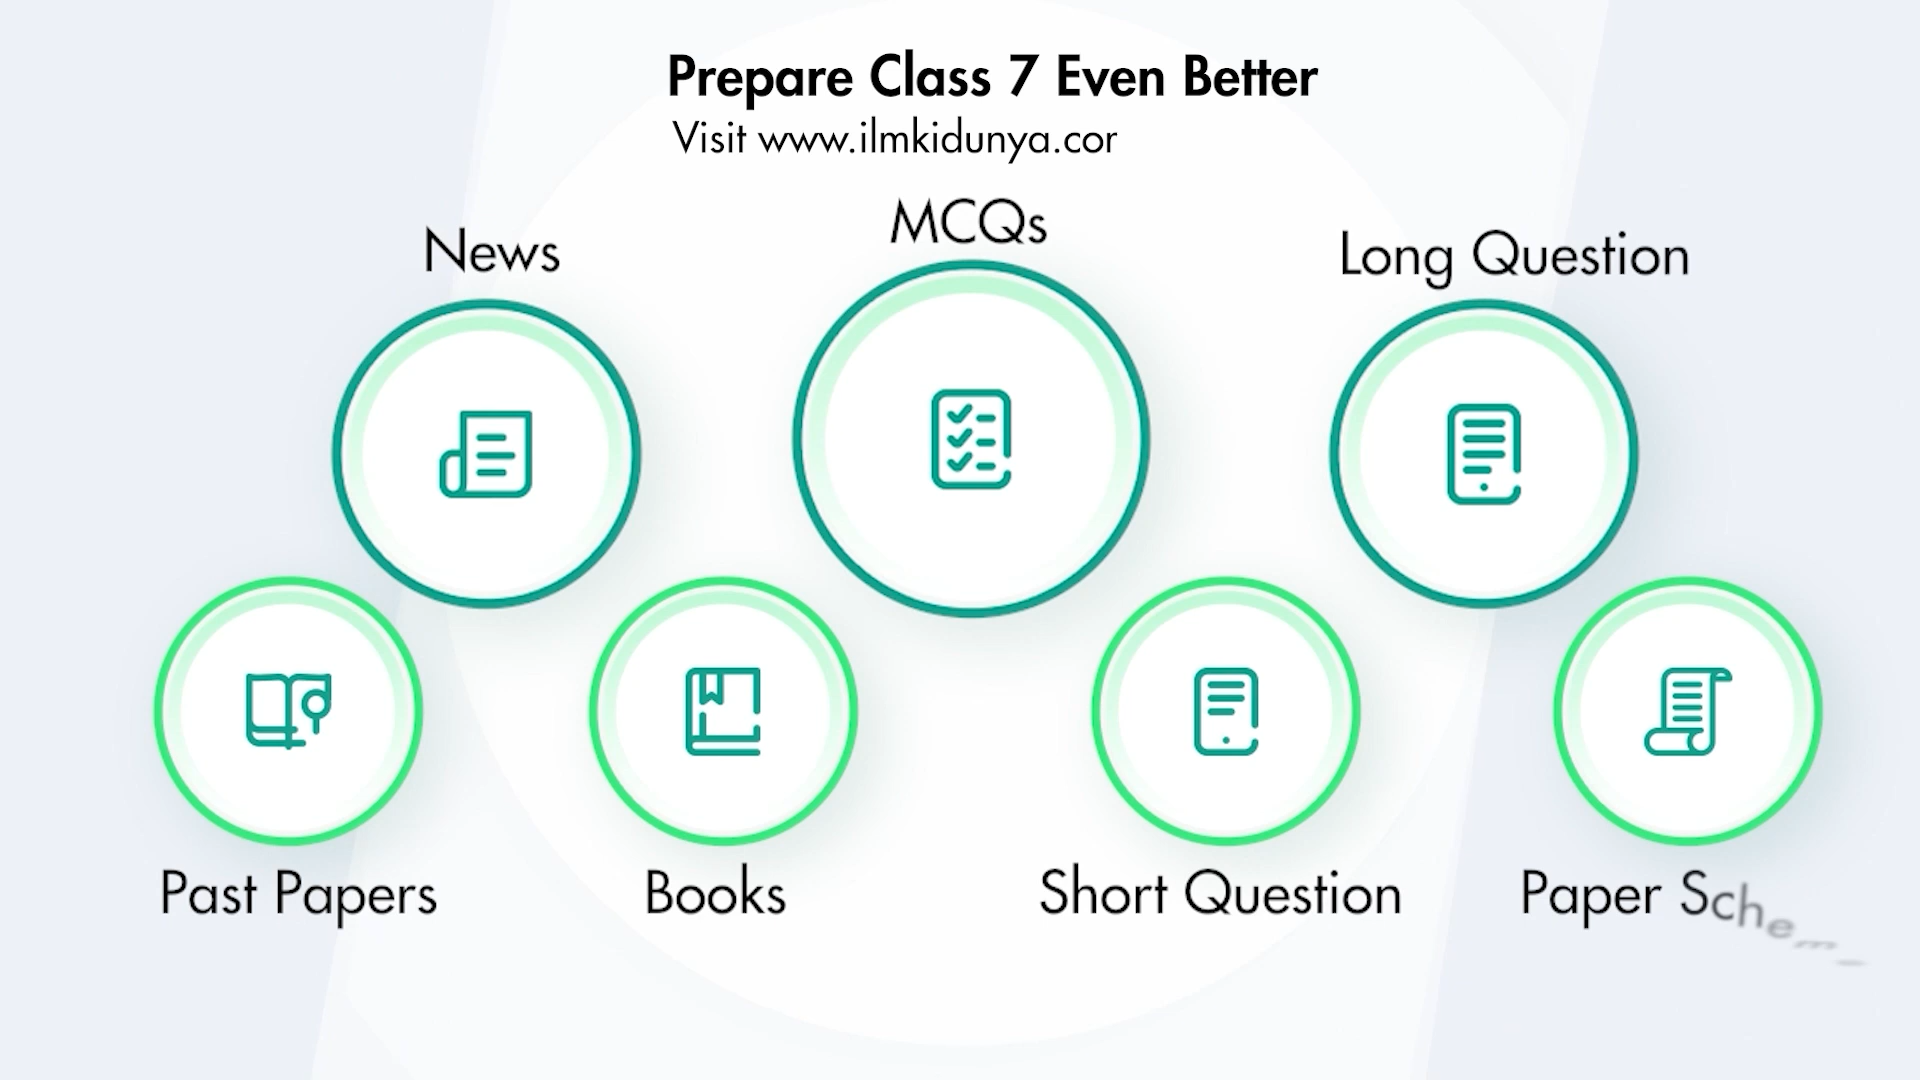 Prepare Class 7 Even Better
Visit www.ilmkidunya.cor
News
MCQs
Long Question
Past Papers
Books
Short Question
Paper